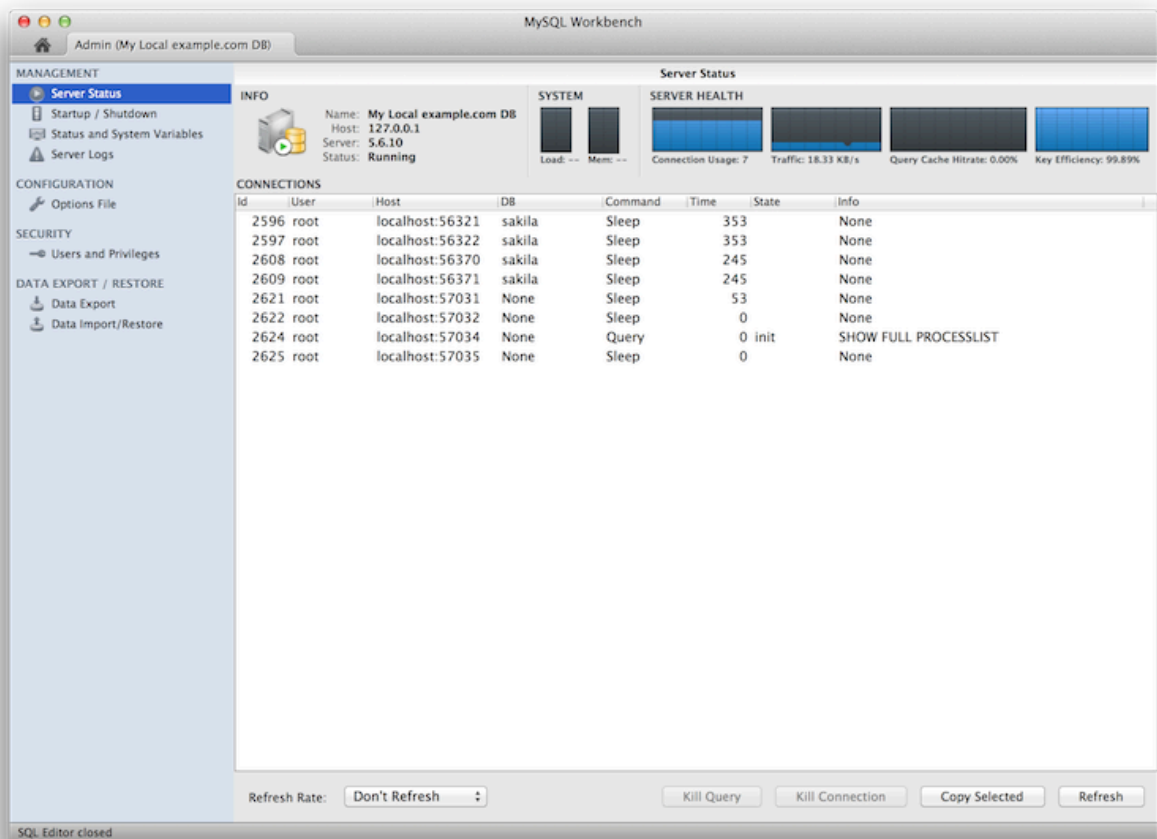 MySQL Workbench
Admin (My Local example.com DB)
MANAGEMENT
Server Status
Startup / Shutdown
Status and System Variables
Server Logs
CONFIGURATION
Options File
SECURITY
Users and Privileges
DATA EXPORT / RESTORE
Data Export
Data Import/Restore
Server Status
INFO
Name: My Local example.com DB
Host: 127.0.0.1
Server: 5.6.10
Status: Running
SYSTEM
Load: -- Mem: --
SERVER HEALTH
Connection Usage: 7 Traffic: 18.33 KB/s Query Cache Hitrate: 0.00% Key Efficiency: 99.89%
CONNECTIONS
Id User Host DB Command Time State Info
2596 root localhost:56321 sakila Sleep 353 None
2597 root localhost:56322 sakila Sleep 353 None
2608 root localhost:56370 sakila Sleep 245 None
2609 root localhost:56371 sakila Sleep 245 None
2621 root localhost:57031 None Sleep 53 None
2622 root localhost:57032 None Sleep 0 None
2624 root localhost:57034 None Query 0 init SHOW FULL PROCESSLIST
2625 root localhost:57035 None Sleep 0 None
Refresh Rate: Don't Refresh Kill Query Kill Connection Copy Selected Refresh
SQL Editor closed